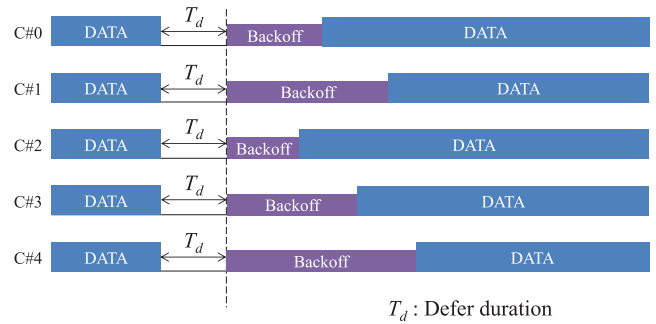 C#0 DATA T_d Backoff DATA
C#1 DATA T_d Backoff DATA
C#2 DATA T_d Backoff DATA
C#3 DATA T_d Backoff DATA
C#4 DATA T_d Backoff DATA
T_d : Defer duration